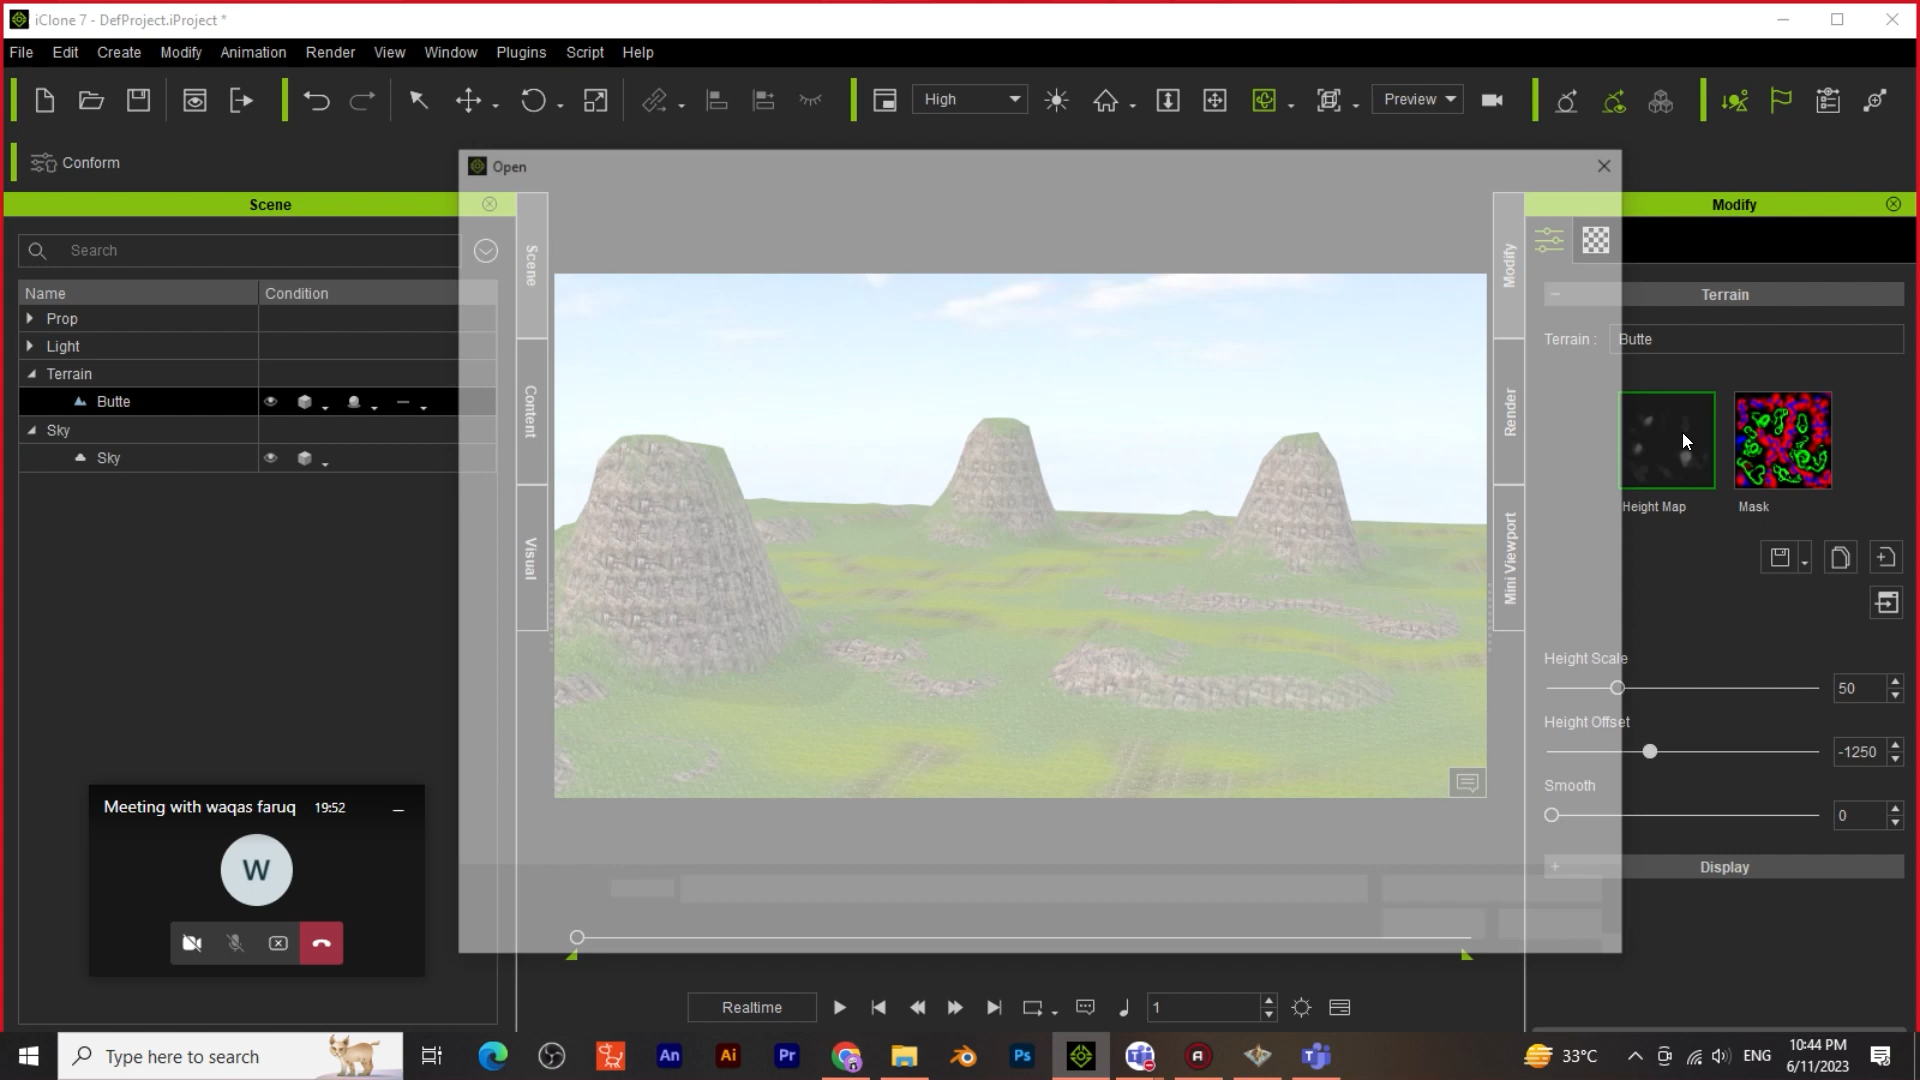 iClone 7 - DefProject.iProject *
File Edit Create Modify Animation Render View Window Plugins Script Help
High
Preview
Conform
Open
Scene
Modify
Search
Name Condition
Prop
Light
Terrain
Butte
Sky
Sky
Scene
Content
Visual
Modify
Render
Mini Viewport
Terrain
Terrain : Butte
Height Map Mask
Height Scale
50
Height Offset
-1250
Smooth
0
Display
Meeting with waqas faruq 19:52
W
Realtime
1
Type here to search
An
Ai
Pr
Ps
33°C
ENG
10:44 PM
6/11/2023